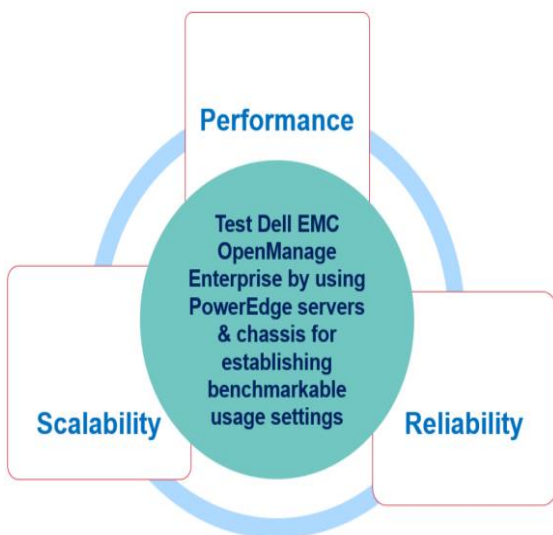 Performance
Test Dell EMC
OpenManage
Enterprise by using
PowerEdge servers
& chassis for
establishing
benchmarkable
usage settings
Scalability
Reliability